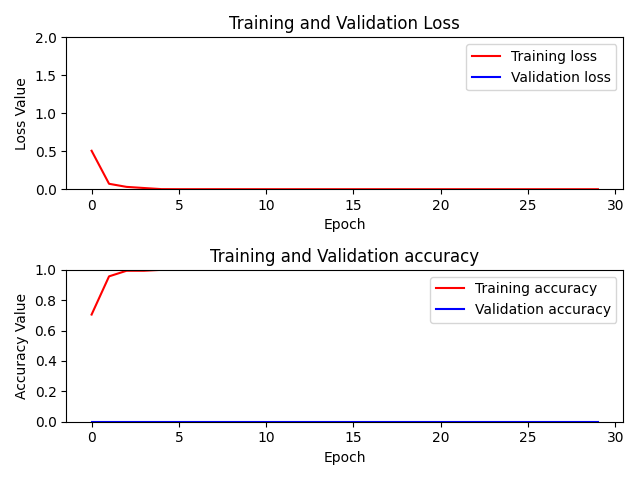 Training and Validation Loss
2.0
1.5
1.0
0.5
0.0
Loss Value
Training loss
Validation loss
0 5 10 15 20 25 30
Epoch
Training and Validation accuracy
1.0
0.8
0.6
0.4
0.2
0.0
Accuracy Value
Training accuracy
Validation accuracy
0 5 10 15 20 25 30
Epoch